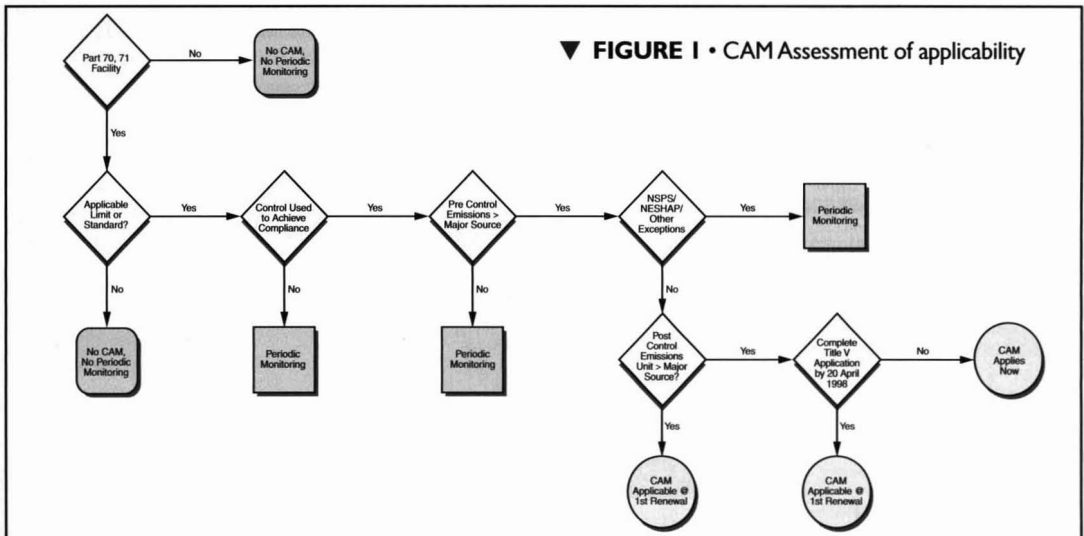 ▼ FIGURE 1 • CAM Assessment of applicability
Part 70, 71
Facility
No
No CAM,
No Periodic
Monitoring
Yes
Applicable
Limit or
Standard?
Yes
Control Used
to Achieve
Compliance
Yes
Pre Control
Emissions >
Major Source
Yes
NSPS/
NESHAP/
Other
Exceptions
Yes
Periodic
Monitoring
No
No CAM,
No Periodic
Monitoring
No
Periodic
Monitoring
No
Periodic
Monitoring
No
Post
Control
Emissions
Unit > Major
Source?
Yes
Complete
Title V
Application
by 20 April
1998
No
CAM
Applies
Now
Yes
CAM
Applicable @
1st Renewal
Yes
CAM
Applicable @
1st Renewal